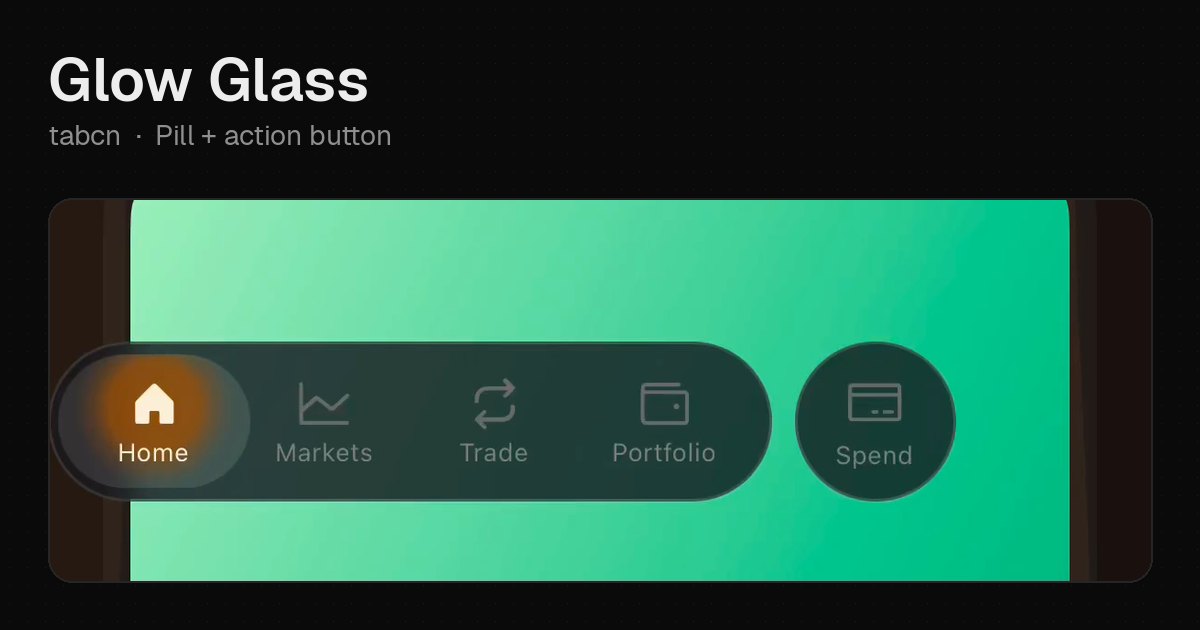 Glow Glass
tabcn · Pill + action button
Home Markets Trade Portfolio Spend